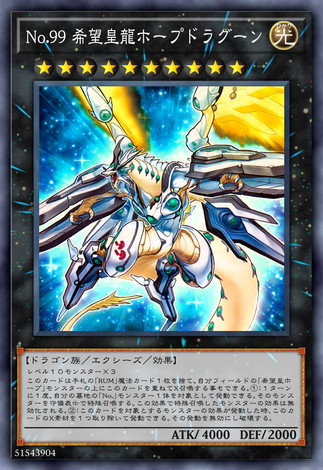 No.99 希望皇龍ホープドラグーン
光
99
【ドラゴン族／エクシーズ／効果】
レベル10モンスター×3
このカードは手札の「RUM」魔法カード1枚を捨て、自分フィールドの「希望皇ホ
ープ」モンスターの上にこのカードを重ねてX召喚する事もできる。①:1ターン
に1度、自分の墓地の「No.」モンスター1体を対象として発動できる。そのモンス
ターを守備表示で特殊召喚する。この効果で特殊召喚したモンスターの効果は無
効化される。②:このカードを対象とするモンスターの効果が発動した時、このカー
ドのX素材を1つ取り除いて発動できる。その発動を無効にし破壊する。
ATK/ 4000 DEF/2000
51543904